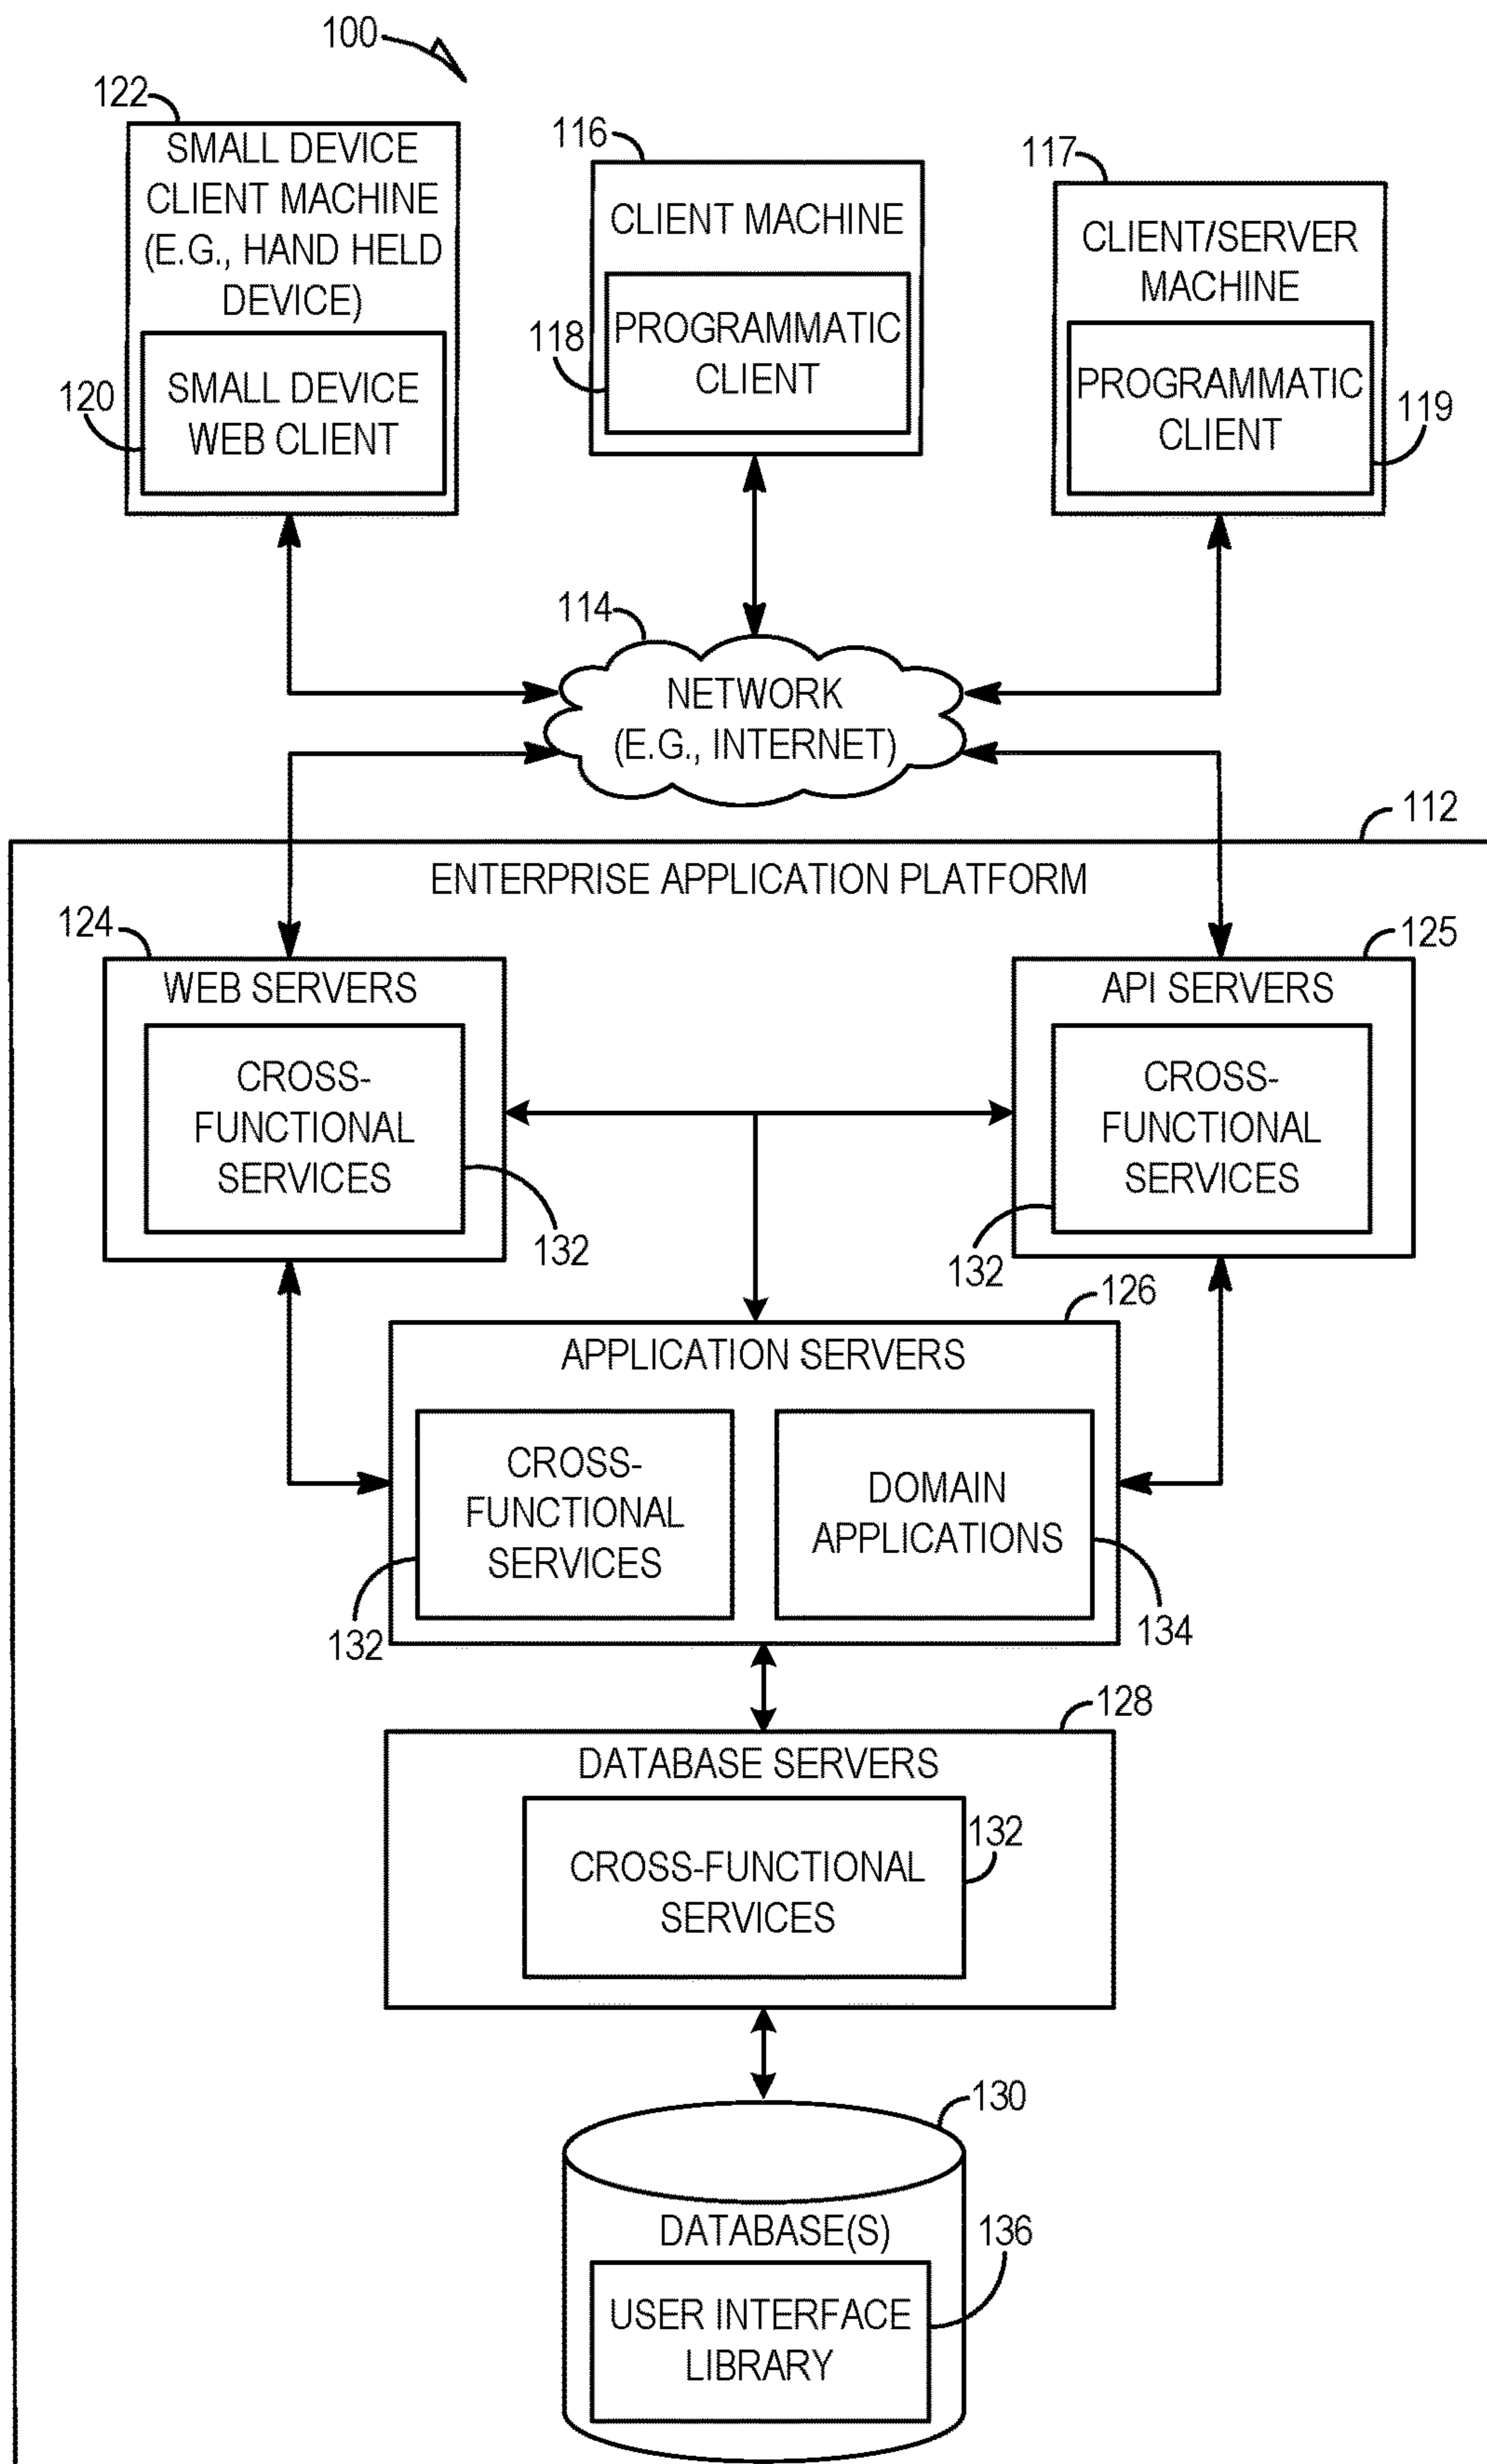 100
122
SMALL DEVICE
CLIENT MACHINE
(E.G., HAND HELD
DEVICE)
120
SMALL DEVICE
WEB CLIENT
116
CLIENT MACHINE
118
PROGRAMMATIC
CLIENT
117
CLIENT/SERVER
MACHINE
PROGRAMMATIC
CLIENT
119
114
NETWORK
(E.G., INTERNET)
112
ENTERPRISE APPLICATION PLATFORM
124
WEB SERVERS
CROSS-
FUNCTIONAL
SERVICES
132
125
API SERVERS
CROSS-
FUNCTIONAL
SERVICES
132
126
APPLICATION SERVERS
CROSS-
FUNCTIONAL
SERVICES
132
DOMAIN
APPLICATIONS
134
128
DATABASE SERVERS
132
CROSS-FUNCTIONAL
SERVICES
130
DATABASE(S)
136
USER INTERFACE
LIBRARY